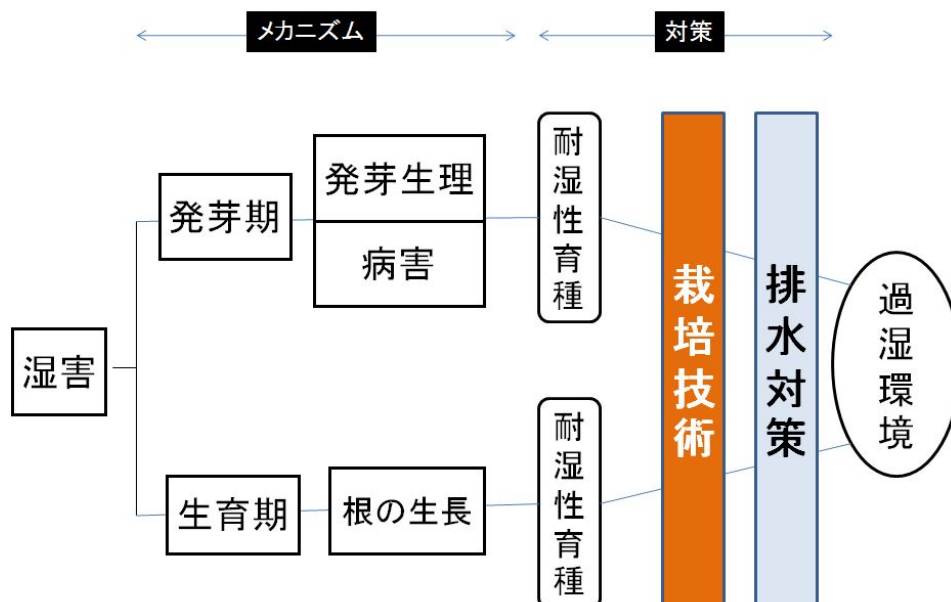 メカニズム
対策
湿害
発芽期
発芽生理
病害
耐湿性育種
生育期
根の生長
耐湿性育種
栽培技術
排水対策
過湿環境